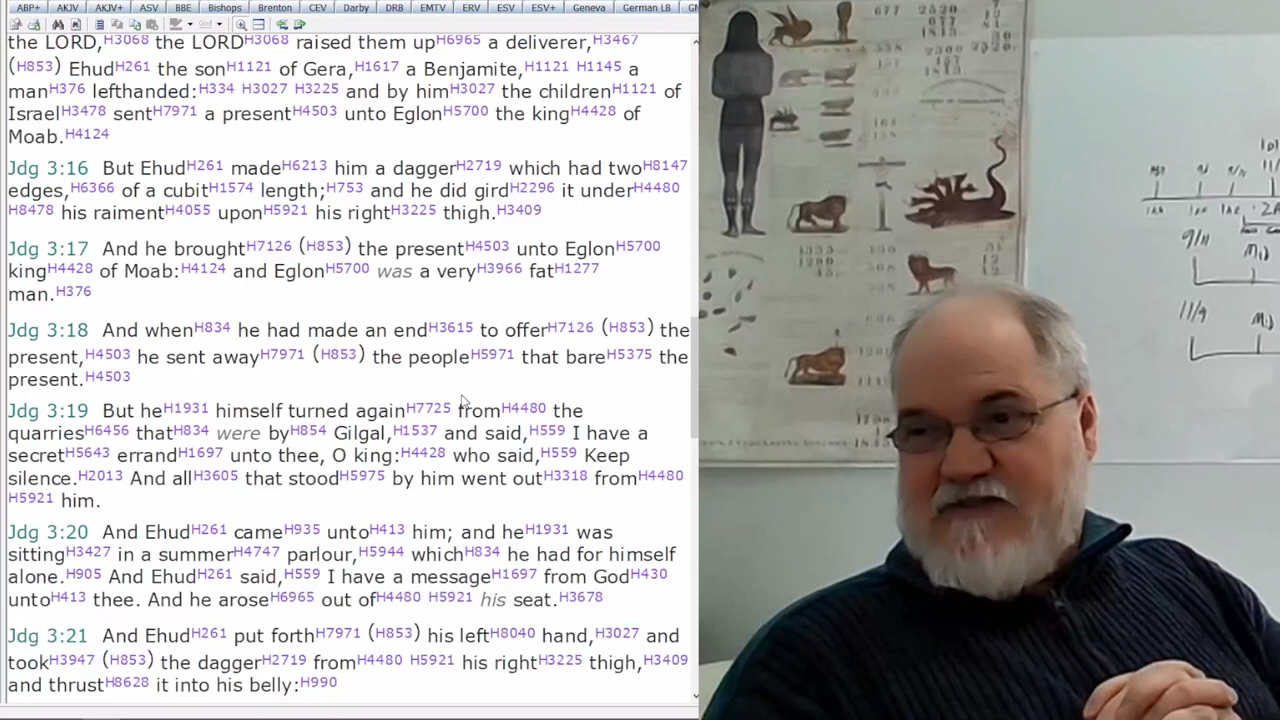 ABP+ AKJV AKJV+ ASV BBE Bishops Brenton CEV Darby DRB EMTV ERV ESV ESV+ Geneva German LB
the LORD,H3068 the LORDH3068 raised them upH6965 a deliverer,H3467
(H853) EhudH261 the sonH1121 of Gera,H1617 a Benjamite,H1121 H1145 a
manH376 lefthanded:H334 H3027 H3225 and by himH3027 the childrenH1121 of
IsraelH3478 sentH7971 a presentH4503 unto EglonH5700 the kingH4428 of
Moab.H4124
Jdg 3:16 But EhudH261 madeH6213 him a daggerH2719 which had twoH8147
edges,H6366 of a cubitH1574 length;H753 and he did girdH2296 it underH4480
H8478 his raimentH4055 uponH5921 his rightH3225 thigh.H3409
Jdg 3:17 And he broughtH7126 (H853) the presentH4503 unto EglonH5700
kingH4428 of Moab:H4124 and EglonH5700 was a veryH3966 fatH1277
man.H376
Jdg 3:18 And whenH834 he had made an endH3615 to offerH7126 (H853) the
present,H4503 he sent awayH7971 (H853) the peopleH5971 that bareH5375 the
present.H4503
Jdg 3:19 But heH1931 himself turned againH7725 fromH4480 the
quarriesH6456 thatH834 were byH854 Gilgal,H1537 and said,H559 I have a
secretH5643 errandH1697 unto thee, O king:H4428 who said,H559 Keep
silence.H2013 And allH3605 that stoodH5975 by him went outH3318 fromH4480
H5921 him.
Jdg 3:20 And EhudH261 cameH935 untoH413 him; and heH1931 was
sittingH3427 in a summerH4747 parlour,H5944 whichH834 he had for himself
alone.H905 And EhudH261 said,H559 I have a messageH1697 from GodH430
untoH413 thee. And he aroseH6965 out ofH4480 H5921 his seat.H3678
Jdg 3:21 And EhudH261 put forthH7971 (H853) his leftH8040 hand,H3027 and
tookH3947 (H853) the daggerH2719 fromH4480 H5921 his rightH3225 thigh,H3409
and thrustH8628 it into his belly:H990
677 2520
9/11
11/9